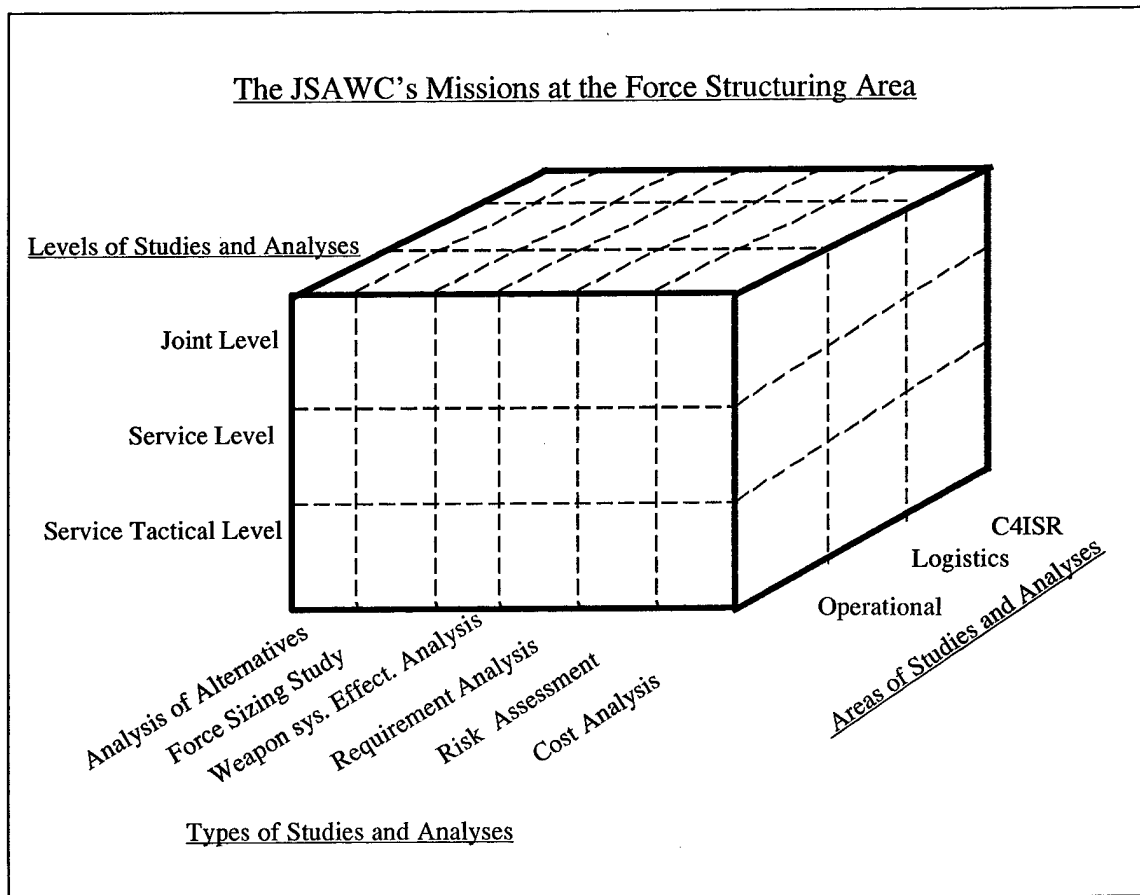 The JSAWC's Missions at the Force Structuring Area
Levels of Studies and Analyses
Joint Level
Service Level
Service Tactical Level
C4ISR
Logistics
Operational
Areas of Studies and Analyses
Analysis of Alternatives
Force Sizing Study
Weapon sys. Effect. Analysis
Requirement Analysis
Risk Assessment
Cost Analysis
Types of Studies and Analyses